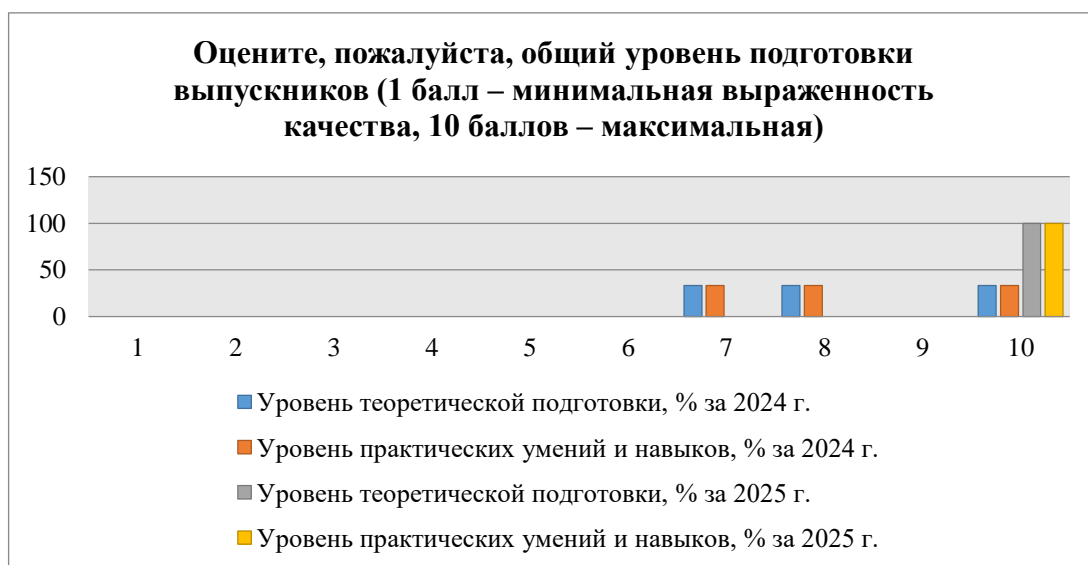 Оцените, пожалуйста, общий уровень подготовки
выпускников (1 балл – минимальная выраженность
качества, 10 баллов – максимальная)
150
100
50
0
1 2 3 4 5 6 7 8 9 10
Уровень теоретической подготовки, % за 2024 г.
Уровень практических умений и навыков, % за 2024 г.
Уровень теоретической подготовки, % за 2025 г.
Уровень практических умений и навыков, % за 2025 г.